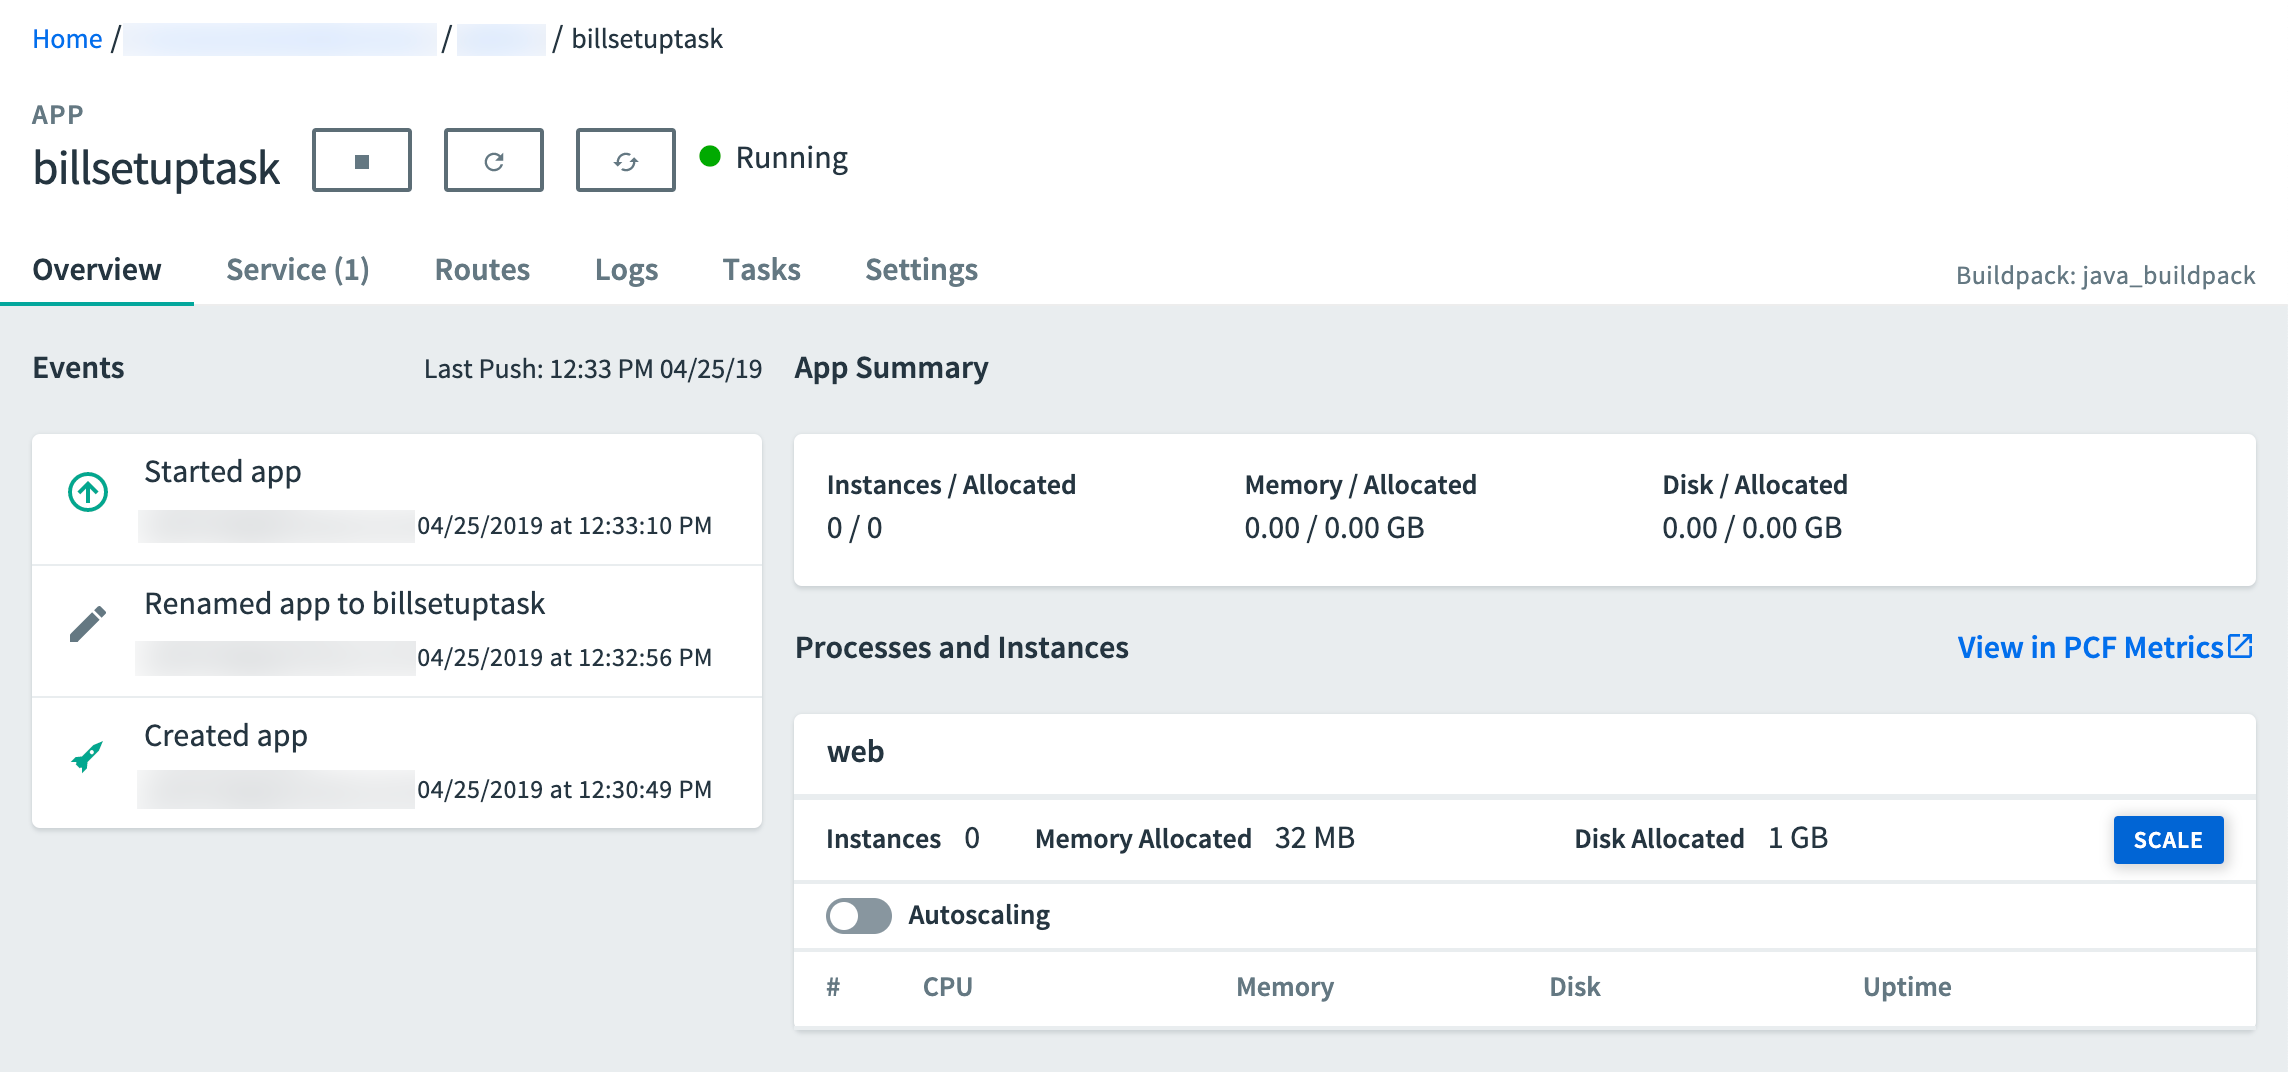 Home / / / billsetuptask
APP
billsetuptask
Running
Overview Service (1) Routes Logs Tasks Settings
Buildpack: java_buildpack
Events Last Push: 12:33 PM 04/25/19
Started app
04/25/2019 at 12:33:10 PM
Renamed app to billsetuptask
04/25/2019 at 12:32:56 PM
Created app
04/25/2019 at 12:30:49 PM
App Summary
Instances / Allocated Memory / Allocated Disk / Allocated
0 / 0 0.00 / 0.00 GB 0.00 / 0.00 GB
Processes and Instances View in PCF Metrics
web
Instances 0 Memory Allocated 32 MB Disk Allocated 1 GB SCALE
Autoscaling
# CPU Memory Disk Uptime